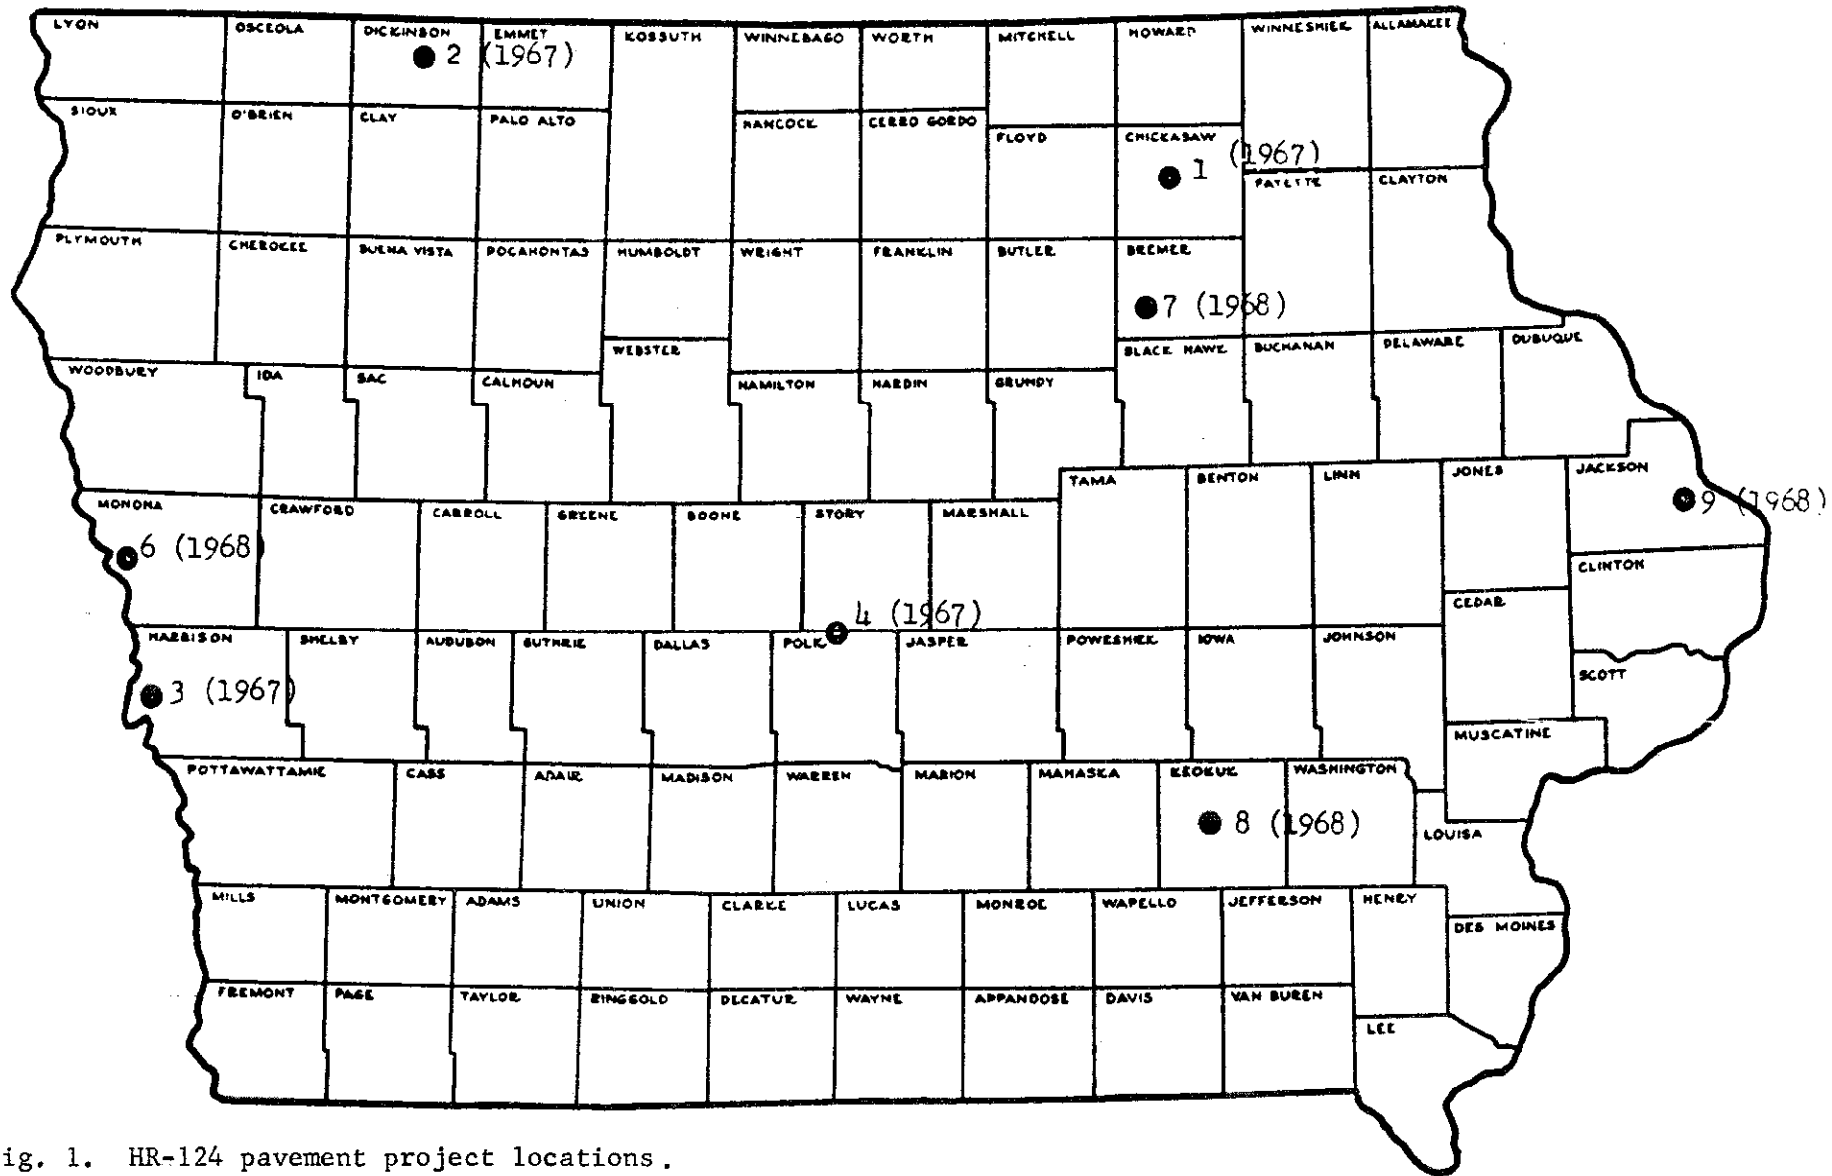 LYON
OSCEOLA
DICKINSON
EMMET
KOSSUTH
WINNEBAGO
WORTH
MITCHELL
HOWARD
WINNESHIEK
ALLAMAKEE
2 (1967)
SIOUX
O'BRIEN
CLAY
PALO ALTO
HANCOCK
CERRO GORDO
FLOYD
CHICKASAW
1 (1967)
FAYETTE
CLAYTON
PLYMOUTH
CHEROKEE
BUENA VISTA
POCAHONTAS
HUMBOLDT
WRIGHT
FRANKLIN
BUTLER
BREMER
7 (1968)
WEBSTER
BLACK HAWK
BUCHANAN
DELAWARE
DUBUQUE
WOODBURY
IDA
SAC
CALHOUN
HAMILTON
HARDIN
GRUNDY
TAMA
BENTON
LINN
JONES
JACKSON
9 (1968)
MONONA
CRAWFORD
CARROLL
GREENE
BOONE
STORY
MARSHALL
6 (1968)
CLINTON
CEDAR
4 (1967)
HARRISON
SHELBY
AUDUBON
GUTHRIE
DALLAS
POLK
JASPER
POWESHIEK
IOWA
JOHNSON
SCOTT
3 (1967)
MUSCATINE
POTTAWATTAMIE
CASS
ADAIR
MADISON
WARREN
MARION
MAHASKA
KEOKUK
WASHINGTON
8 (1968)
LOUISA
MILLS
MONTGOMERY
ADAMS
UNION
CLARKE
LUCAS
MONROE
WAPELLO
JEFFERSON
HENRY
DES MOINES
FREMONT
PAGE
TAYLOR
RINGGOLD
DECATUR
WAYNE
APPANOOSE
DAVIS
VAN BUREN
LEE
ig. 1. HR-124 pavement project locations.